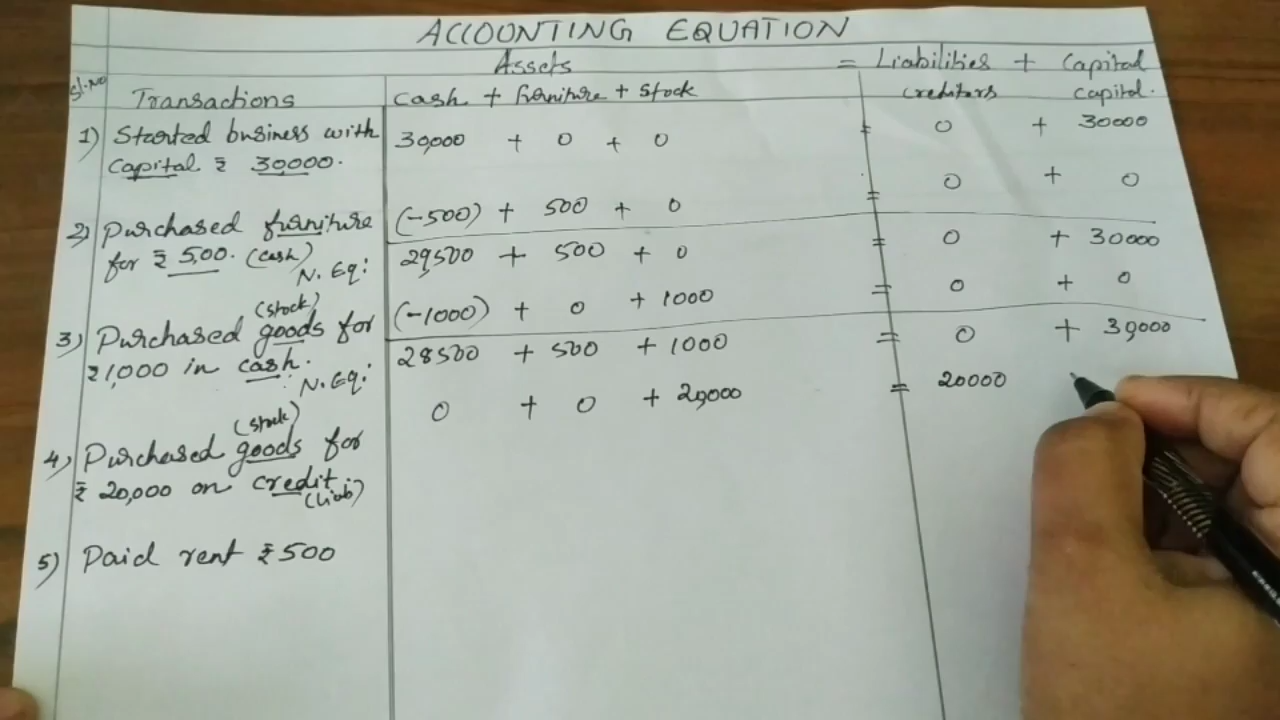 ACCOUNTING EQUATION
Assets = Liabilities + Capital
Sl.No Transactions Cash + Furniture + Stock Creditors Capital.
1) Started business with 30,000 + 0 + 0 = 0 + 30000
Capital ₹ 30000.
2) Purchased furniture (-500) + 500 + 0 = 0 + 0
for ₹ 500. (cash)
N. Eq: 29500 + 500 + 0 = 0 + 30000
(stock)
3) Purchased goods for (-1000) + 0 + 1000 = 0 + 0
₹1,000 in cash.
N. Eq: 28500 + 500 + 1000 = 0 + 30000
(stock)
4) Purchased goods for 0 + 0 + 20,000 = 20000
₹ 20,000 on credit.
(Liab)
5) Paid rent ₹500